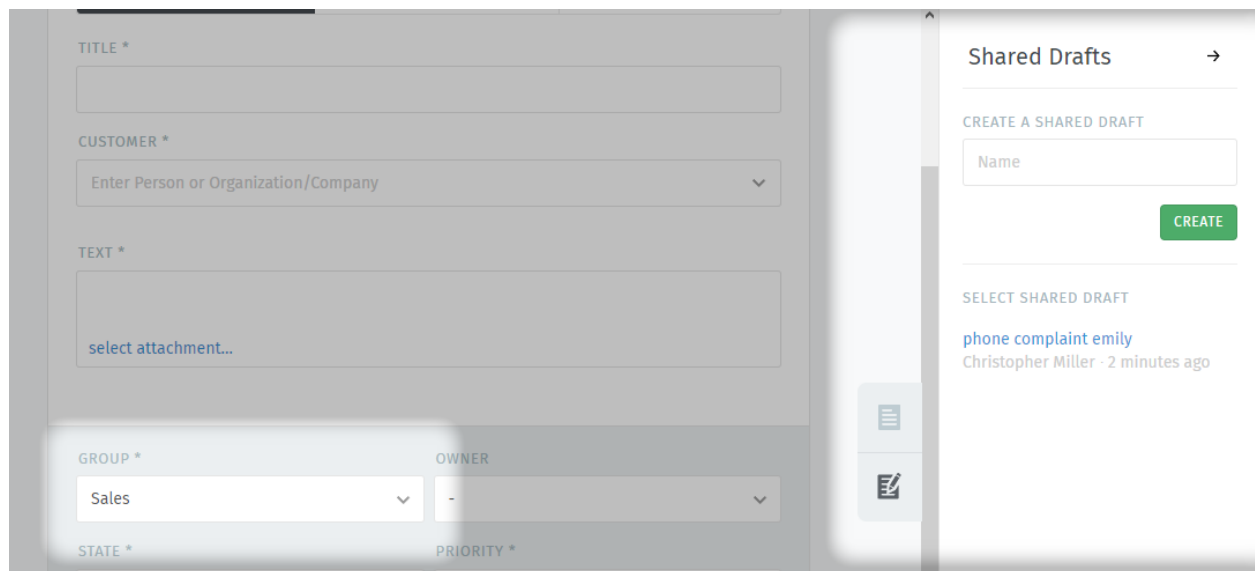 TITLE *
CUSTOMER *
Enter Person or Organization/Company
TEXT *
select attachment...
GROUP *
OWNER
Sales
-
STATE *
PRIORITY *
Shared Drafts
CREATE A SHARED DRAFT
Name
CREATE
SELECT SHARED DRAFT
phone complaint emily
Christopher Miller · 2 minutes ago